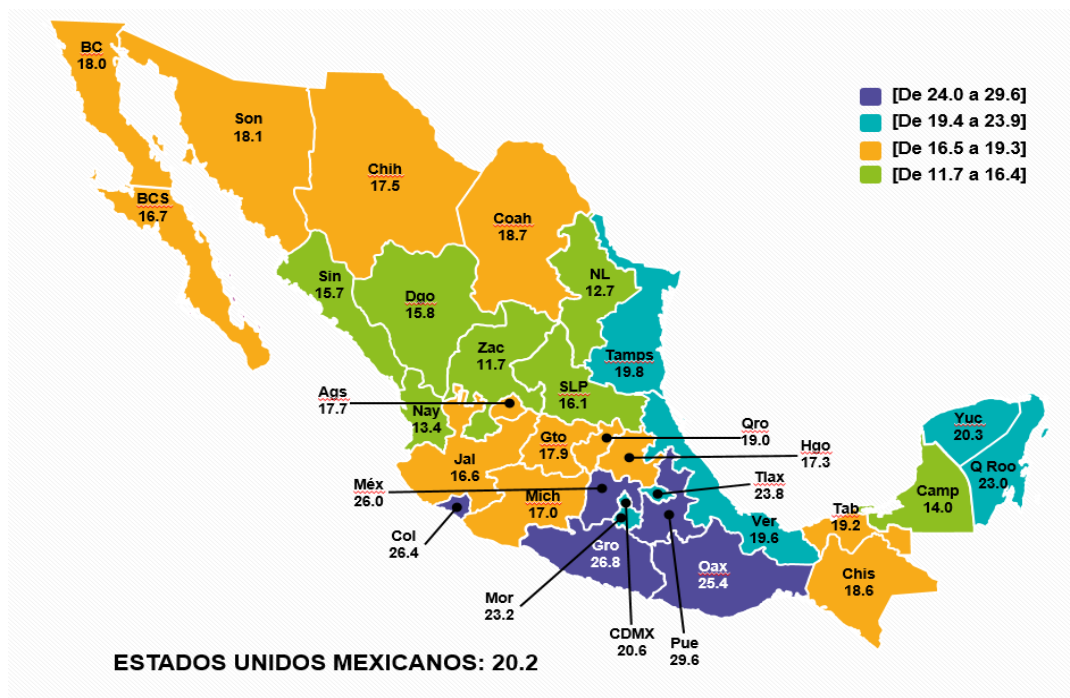 BC
18.0
Son
18.1
[De 24.0 a 29.6]
[De 19.4 a 23.9]
[De 16.5 a 19.3]
[De 11.7 a 16.4]
Chih
17.5
BCS
16.7
Coah
18.7
Sin
15.7
NL
12.7
Dgo
15.8
Zac
11.7
Tamps
19.8
Ags
17.7
SLP
16.1
Nay
13.4
Qro
19.0
Yuc
20.3
Gto
17.9
Hgo
17.3
Jal
16.6
Q Roo
23.0
Méx
26.0
Tlax
23.8
Mich
17.0
Camp
14.0
Col
26.4
Ver
19.6
Tab
19.2
Gro
26.8
Oax
25.4
Chis
18.6
Mor
23.2
CDMX
20.6
Pue
29.6
ESTADOS UNIDOS MEXICANOS: 20.2